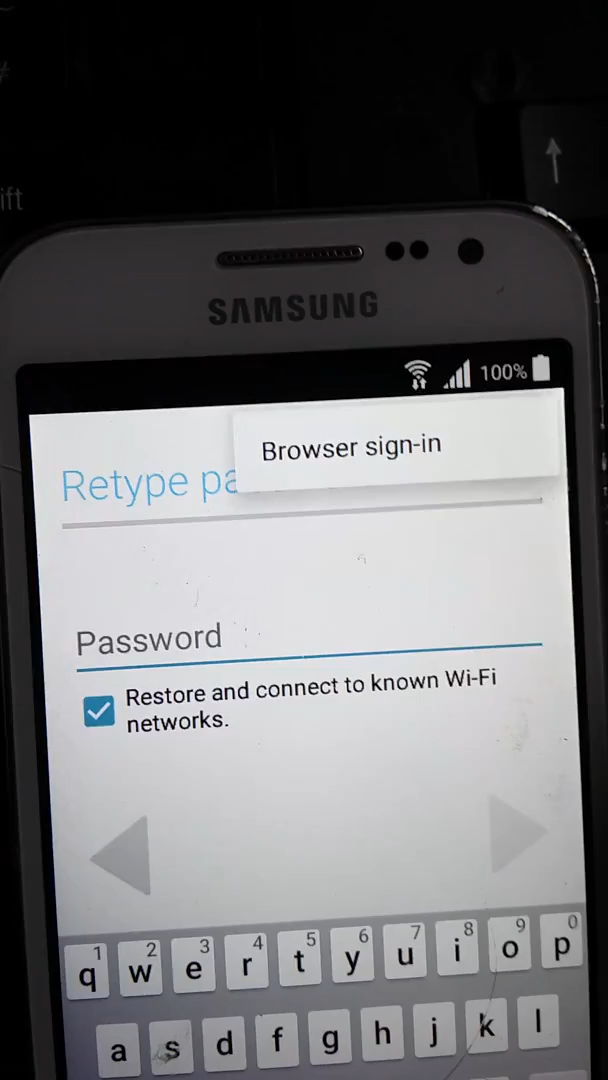 ift
SAMSUNG
100%
Browser sign-in
Retype pa
Password
Restore and connect to known Wi-Fi
networks.
1 2 3 4 5 6 7 8 9 0
q w e r t y u i o p
a s d f g h j k l